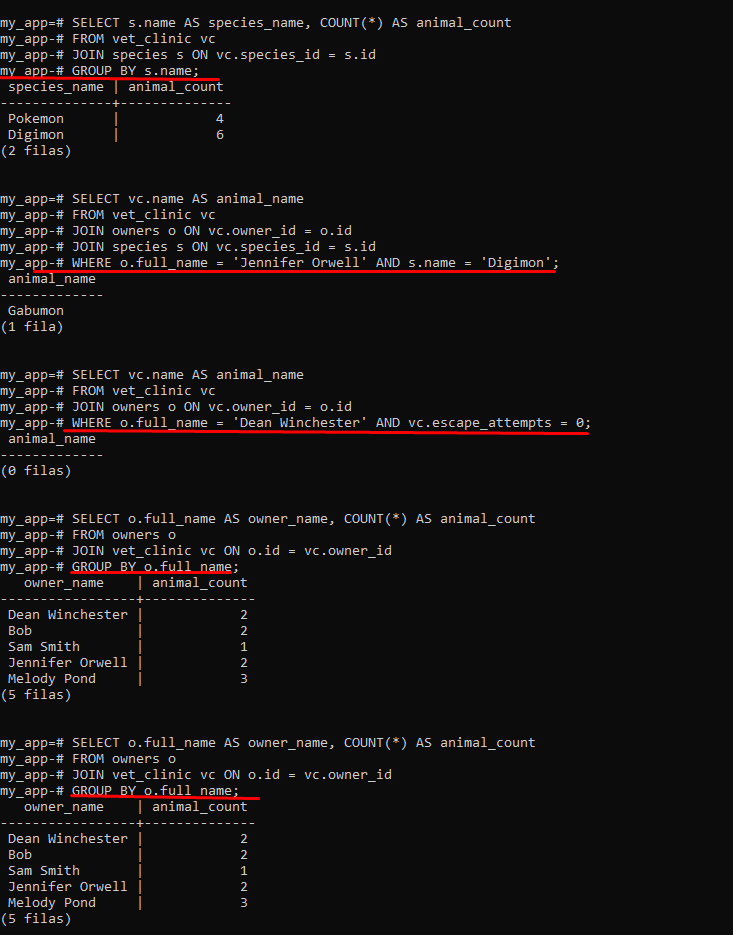 my_app=# SELECT s.name AS species_name, COUNT(*) AS animal_count
my_app-# FROM vet_clinic vc
my_app-# JOIN species s ON vc.species_id = s.id
my_app-# GROUP BY s.name;
 species_name | animal_count
--------------+--------------
 Pokemon      |            4
 Digimon      |            6
(2 filas)

my_app=# SELECT vc.name AS animal_name
my_app-# FROM vet_clinic vc
my_app-# JOIN owners o ON vc.owner_id = o.id
my_app-# JOIN species s ON vc.species_id = s.id
my_app-# WHERE o.full_name = 'Jennifer Orwell' AND s.name = 'Digimon';
 animal_name
-------------
 Gabumon
(1 fila)

my_app=# SELECT vc.name AS animal_name
my_app-# FROM vet_clinic vc
my_app-# JOIN owners o ON vc.owner_id = o.id
my_app-# WHERE o.full_name = 'Dean Winchester' AND vc.escape_attempts = 0;
 animal_name
-------------
(0 filas)

my_app=# SELECT o.full_name AS owner_name, COUNT(*) AS animal_count
my_app-# FROM owners o
my_app-# JOIN vet_clinic vc ON o.id = vc.owner_id
my_app-# GROUP BY o.full_name;
   owner_name    | animal_count
-----------------+--------------
 Dean Winchester |            2
 Bob             |            2
 Sam Smith       |            1
 Jennifer Orwell |            2
 Melody Pond     |            3
(5 filas)

my_app=# SELECT o.full_name AS owner_name, COUNT(*) AS animal_count
my_app-# FROM owners o
my_app-# JOIN vet_clinic vc ON o.id = vc.owner_id
my_app-# GROUP BY o.full_name;
   owner_name    | animal_count
-----------------+--------------
 Dean Winchester |            2
 Bob             |            2
 Sam Smith       |            1
 Jennifer Orwell |            2
 Melody Pond     |            3
(5 filas)